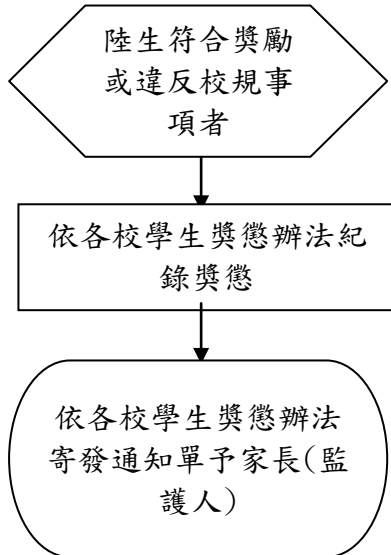 陸生符合獎勵
或違反校規事
項者
依各校學生獎懲辦法紀
錄獎懲
依各校學生獎懲辦法
寄發通知單予家長(監
護人)